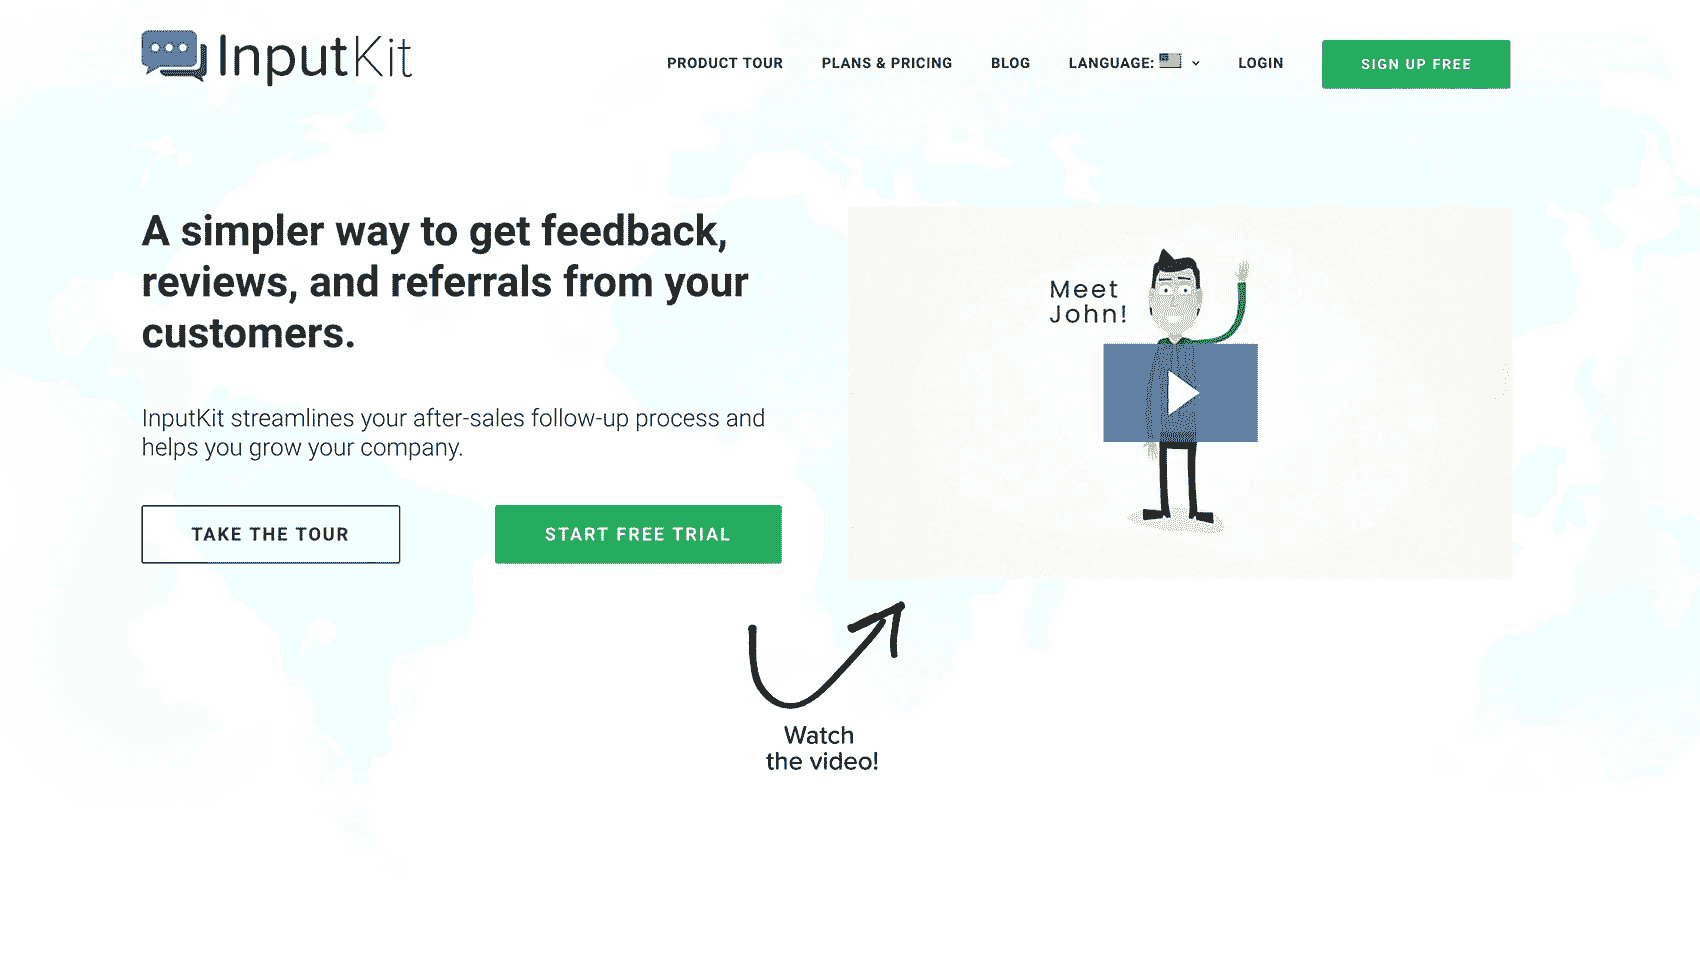 InputKit
PRODUCT TOUR
PLANS & PRICING
BLOG
LANGUAGE:
LOGIN
SIGN UP FREE
A simpler way to get feedback,
reviews, and referrals from your
customers.
InputKit streamlines your after-sales follow-up process and
helps you grow your company.
TAKE THE TOUR
START FREE TRIAL
Meet
John!
Watch
the video!